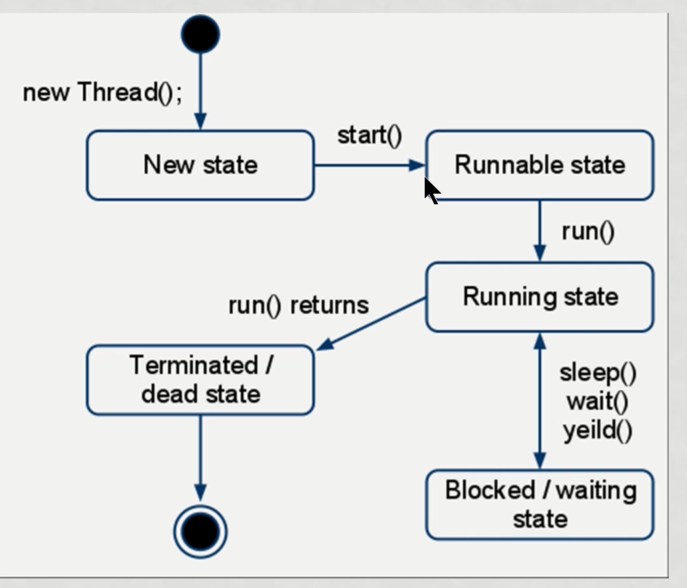 new Thread();
New state
start()
Runnable state
run()
Running state
run() returns
Terminated /
dead state
sleep()
wait()
yeild()
Blocked / waiting
state